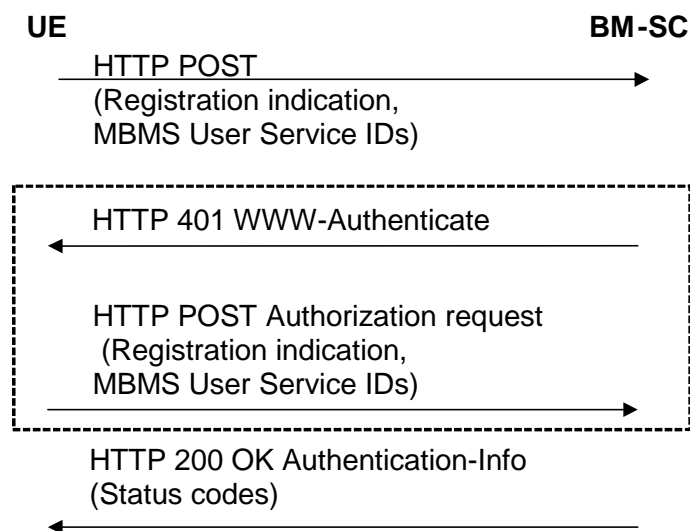 UE BM-SC
HTTP POST
(Registration indication,
MBMS User Service IDs)
HTTP 401 WWW-Authenticate
HTTP POST Authorization request
(Registration indication,
MBMS User Service IDs)
HTTP 200 OK Authentication-Info
(Status codes)